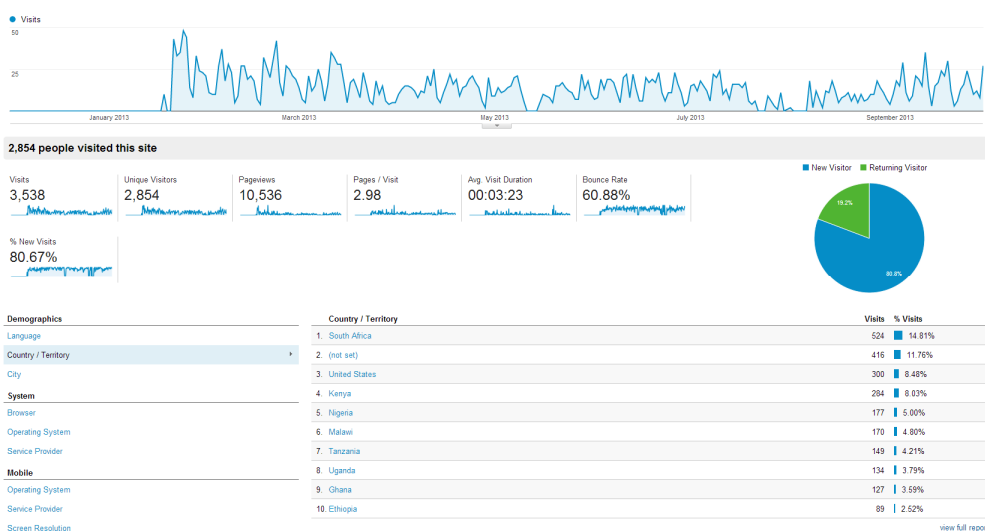 Visits
50
25
January 2013 March 2013 May 2013 July 2013 September 2013
2,854 people visited this site
New Visitor Returning Visitor
Visits Unique Visitors Pageviews Pages / Visit Avg. Visit Duration Bounce Rate
3,538 2,854 10,536 2.98 00:03:23 60.88%
19.2%
% New Visits
80.67%
80.8%
Demographics
Language
Country / Territory
City
System
Browser
Operating System
Service Provider
Mobile
Operating System
Service Provider
Screen Resolution
Country / Territory Visits % Visits
1. South Africa 524 14.81%
2. (not set) 416 11.76%
3. United States 300 8.48%
4. Kenya 284 8.03%
5. Nigeria 177 5.00%
6. Malawi 170 4.80%
7. Tanzania 149 4.21%
8. Uganda 134 3.79%
9. Ghana 127 3.59%
10. Ethiopia 89 2.52%
view full repor